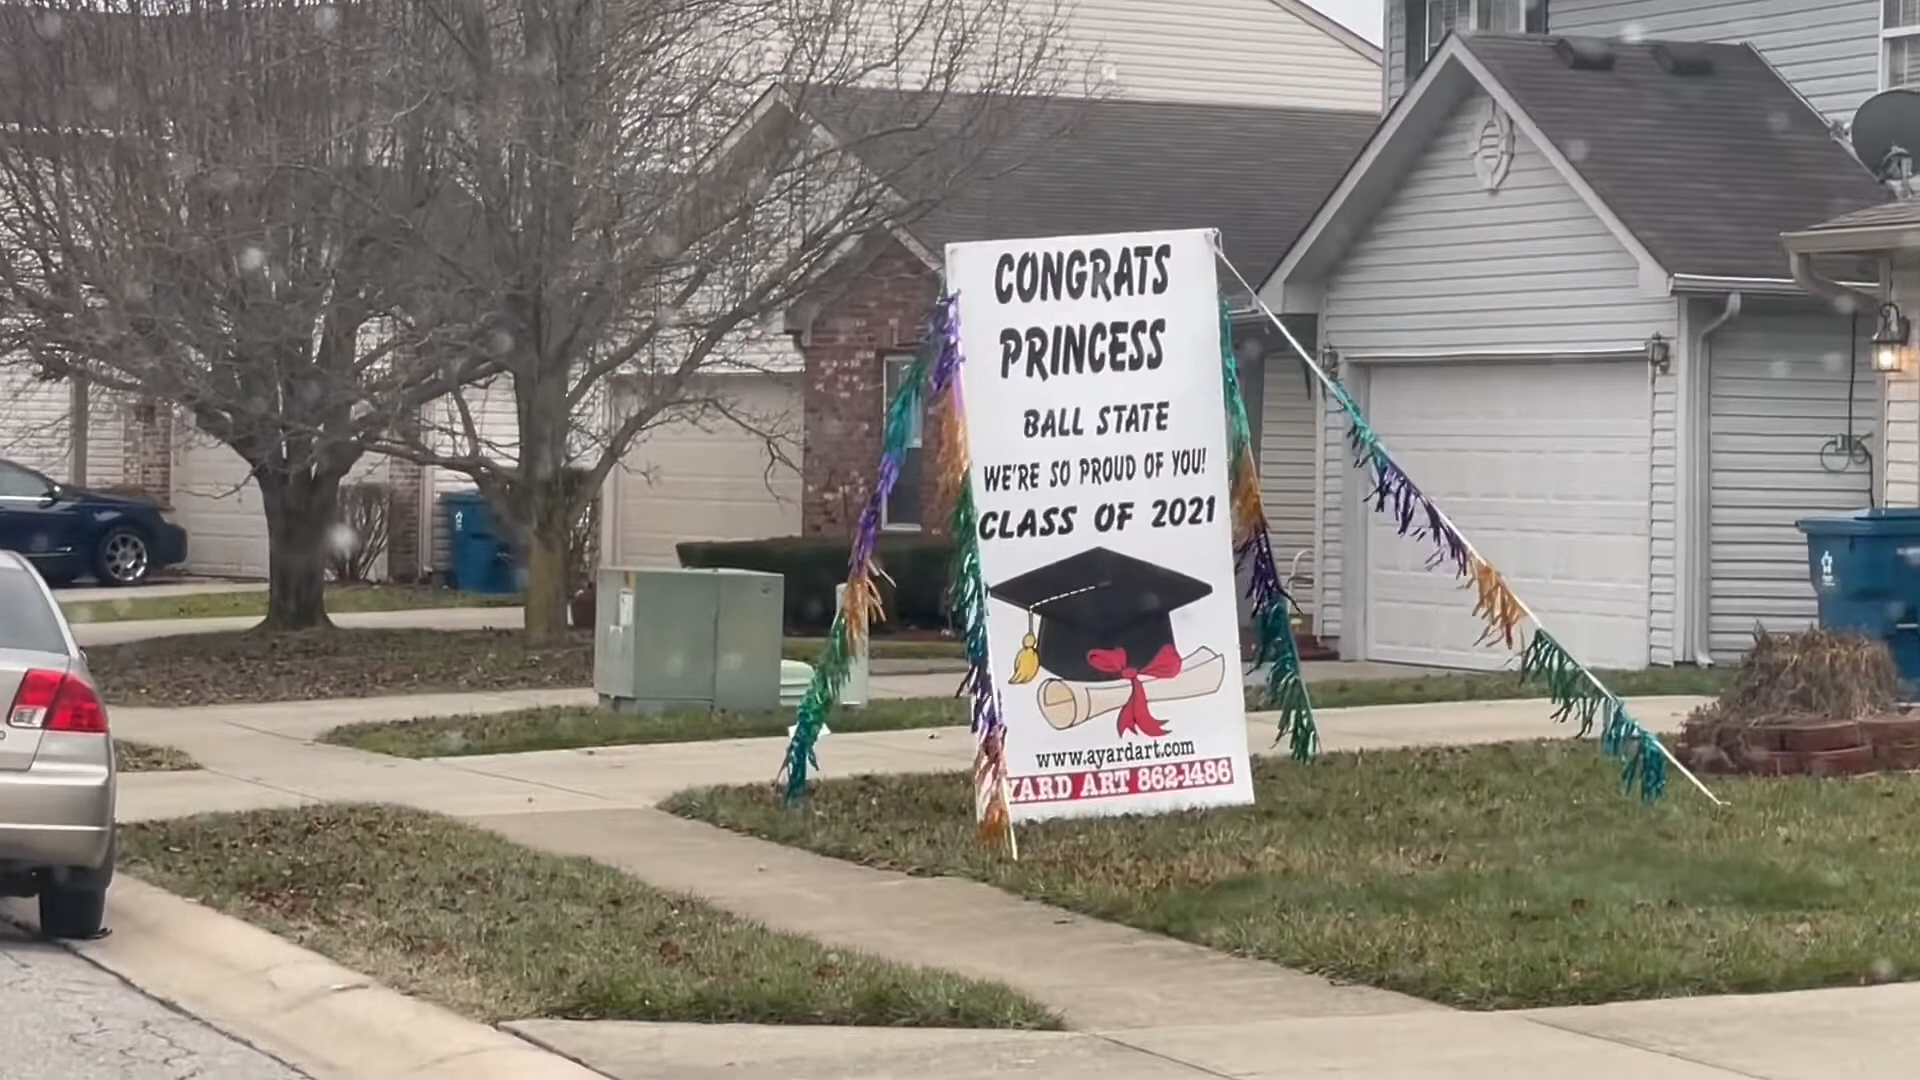 CONGRATS
PRINCESS
BALL STATE
WE'RE SO PROUD OF YOU!
CLASS OF 2021
www.ayardart.com
YARD ART 862-1486